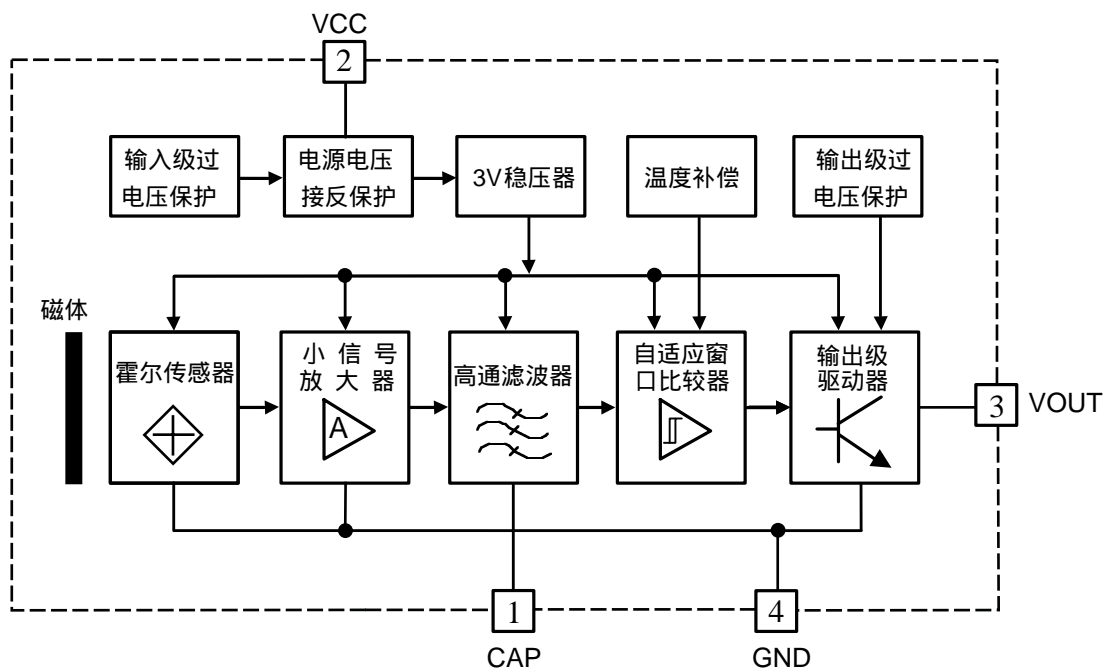 VCC
2
输入级过
电压保护
电源电压
接反保护
3V稳压器
温度补偿
输出级过
电压保护
磁体
霍尔传感器
小信号
放大器
A
高通滤波器
自适应窗
口比较器
输出级
驱动器
3
VOUT
1
4
CAP
GND